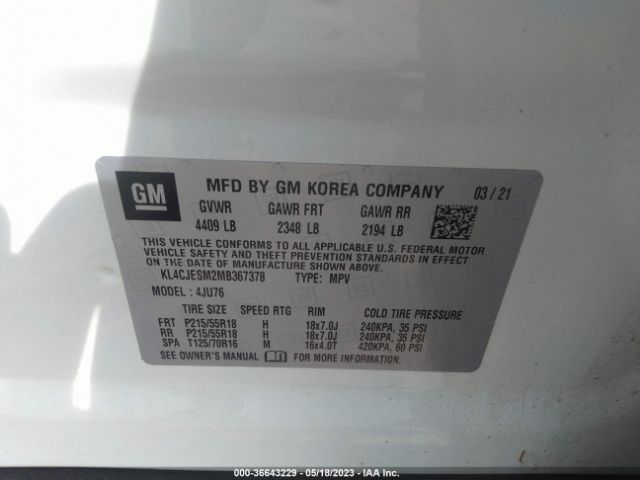 GM
MFD BY GM KOREA COMPANY 03 / 21
GVWR GAWR FRT GAWR RR
4409 LB 2348 LB 2194 LB
THIS VEHICLE CONFORMS TO ALL APPLICABLE U.S. FEDERAL MOTOR
VEHICLE SAFETY AND THEFT PREVENTION STANDARDS IN EFFECT ON
THE DATE OF MANUFACTURE SHOWN ABOVE.
KL4CJESM2MB367378 TYPE: MPV
MODEL : 4JU76
TIRE SIZE SPEED RTG RIM COLD TIRE PRESSURE
FRT P215/55R18 H 18x7.0J 240KPA, 35 PSI
RR P215/55R18 H 18x7.0J 240KPA, 35 PSI
SPA T125/70R16 M 16x4.0T 420KPA, 60 PSI
SEE OWNER'S MANUAL FOR MORE INFORMATION.
000-36643229 - 05/18/2023 - IAA Inc.